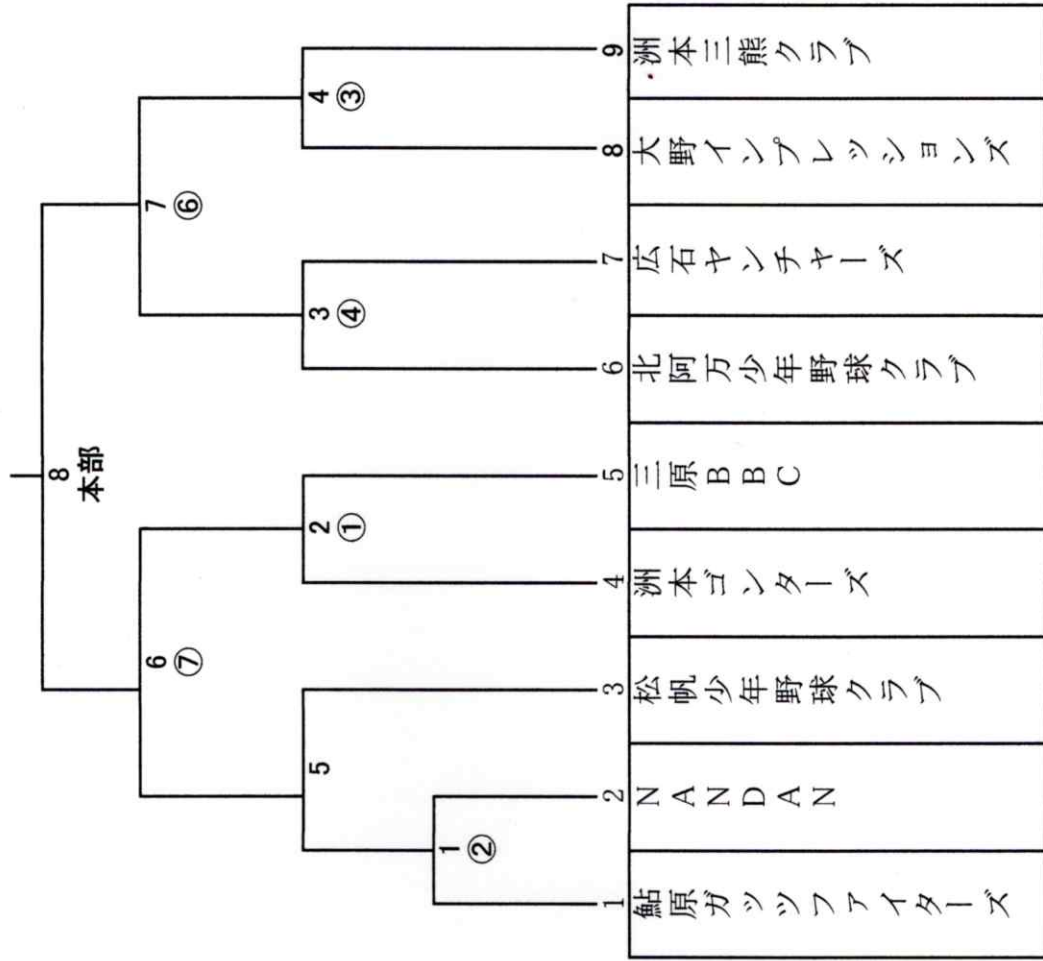 8
本部
6
⑦
7
⑥
5
2
①
3
④
4
③
1
②
1 鮎原ガッツファイターズ
2 NANDAN
3 松帆少年野球クラブ
4 洲本ゴンターズ
5 三原BBC
6 北阿万少年野球クラブ
7 広石ヤンチャーズ
8 大野インプレッションズ
9 洲本三熊クラブ